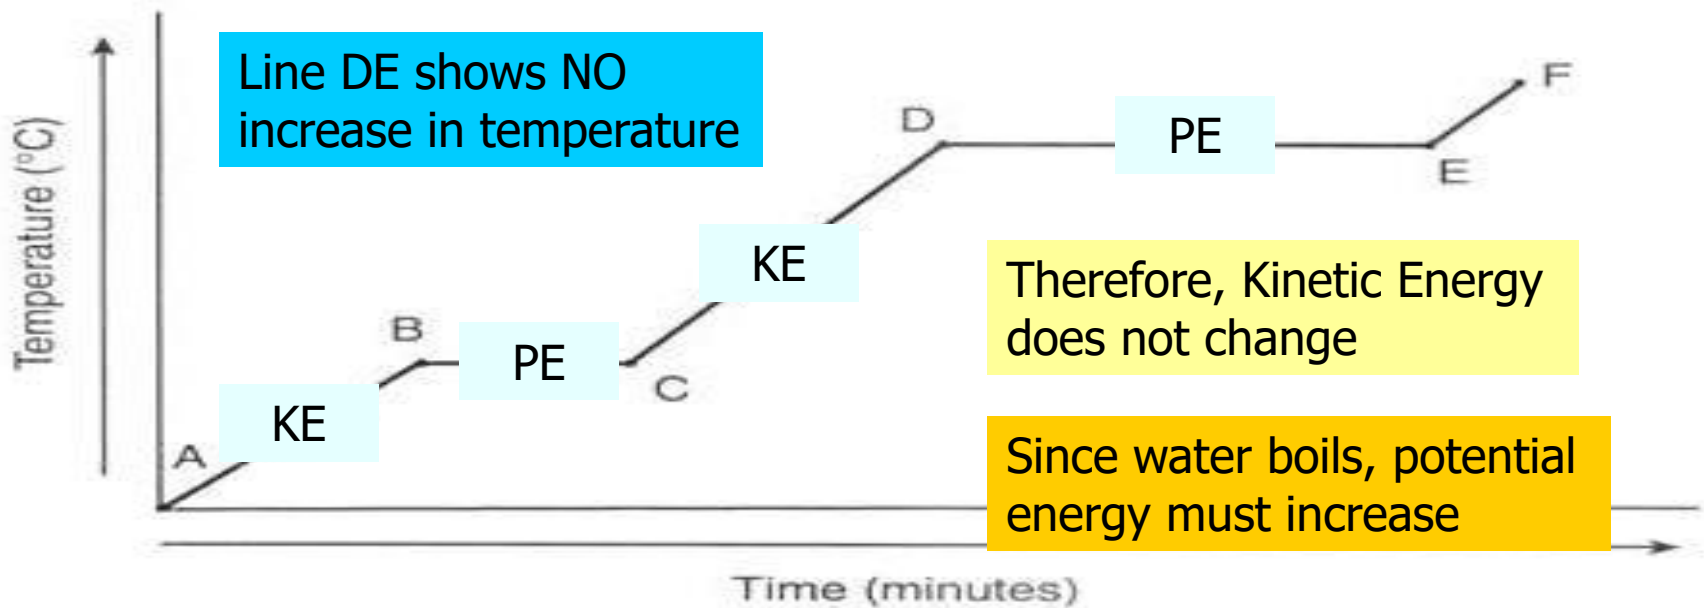 Line DE shows NO
increase in temperature
Temperature (°C)
A
KE
B
PE
C
KE
D
PE
E
F
Therefore, Kinetic Energy
does not change
Since water boils, potential
energy must increase
Time (minutes)